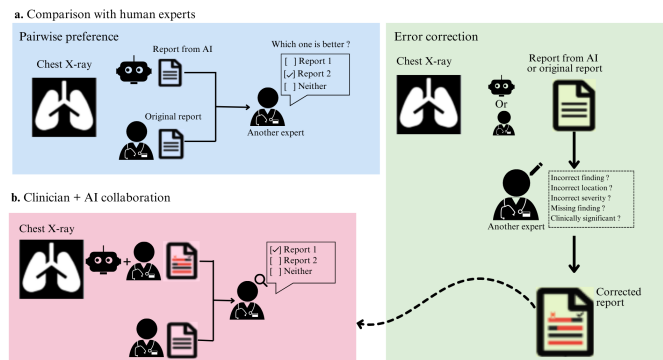 a. Comparison with human experts
Pairwise preference
Chest X-ray
Report from AI
Original report
Which one is better ?
[ ] Report 1
[✓] Report 2
[ ] Neither
Another expert
Error correction
Chest X-ray
Or
Report from AI
or original report
Another expert
Incorrect finding ?
Incorrect location ?
Incorrect severity ?
Missing finding ?
Clinically significant ?
Corrected
report
b. Clinician + AI collaboration
Chest X-ray
+
[✓] Report 1
[ ] Report 2
[ ] Neither